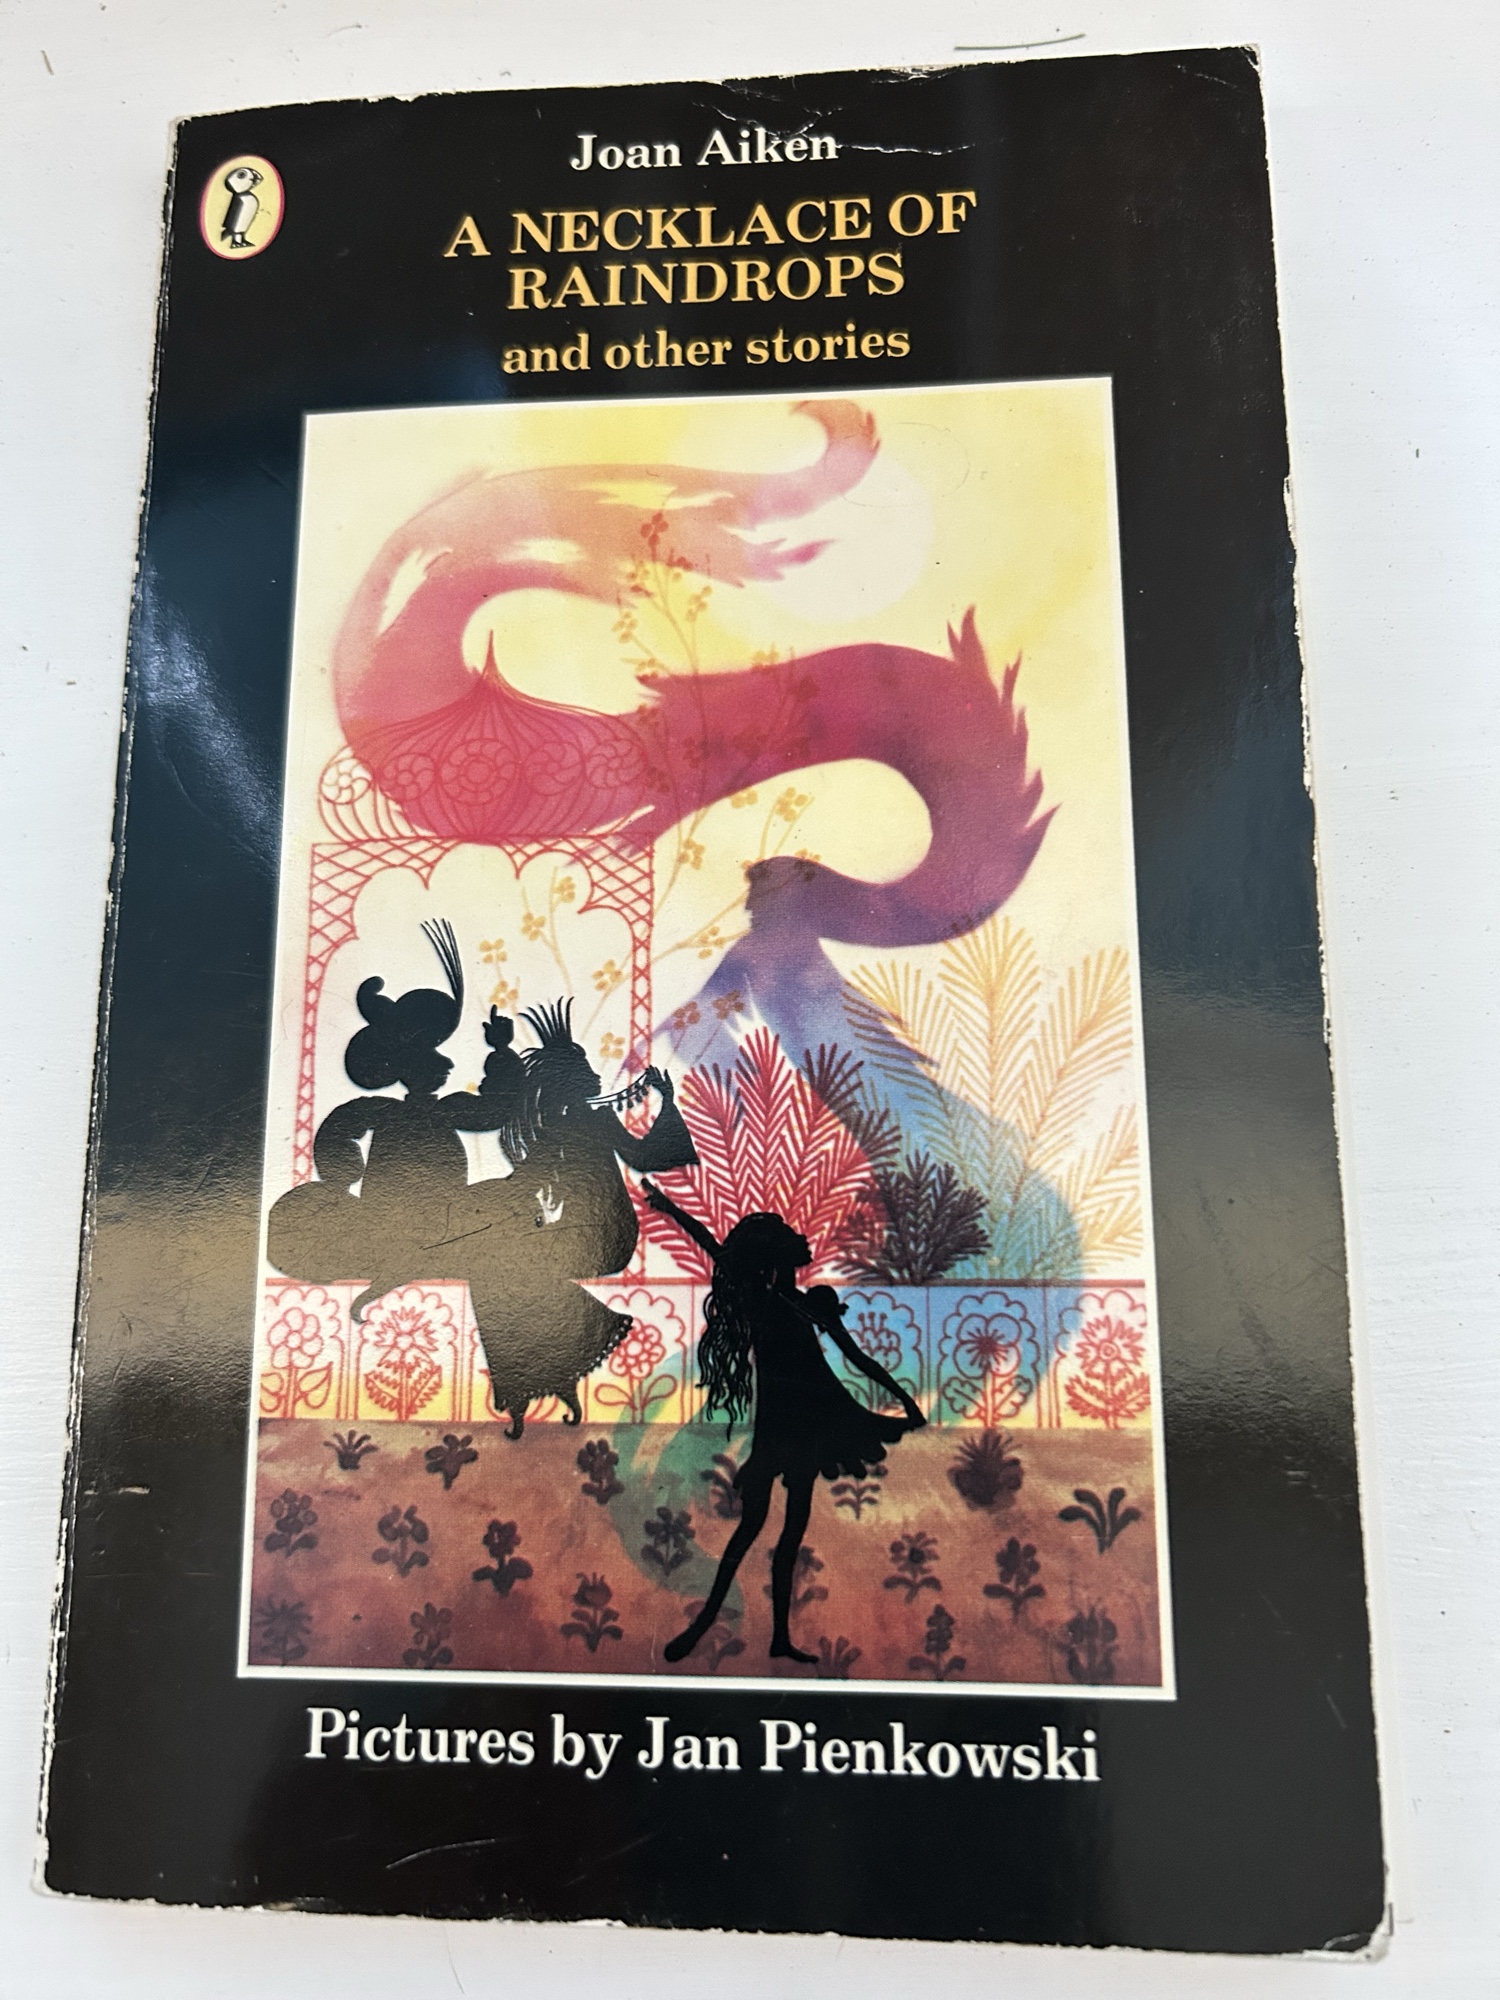 Joan Aiken
A NECKLACE OF
RAINDROPS
and other stories
Pictures by Jan Pienkowski